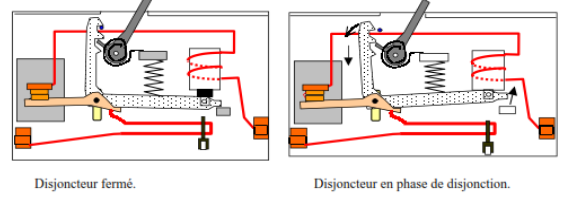 Disjoncteur fermé.
Disjoncteur en phase de disjonction.